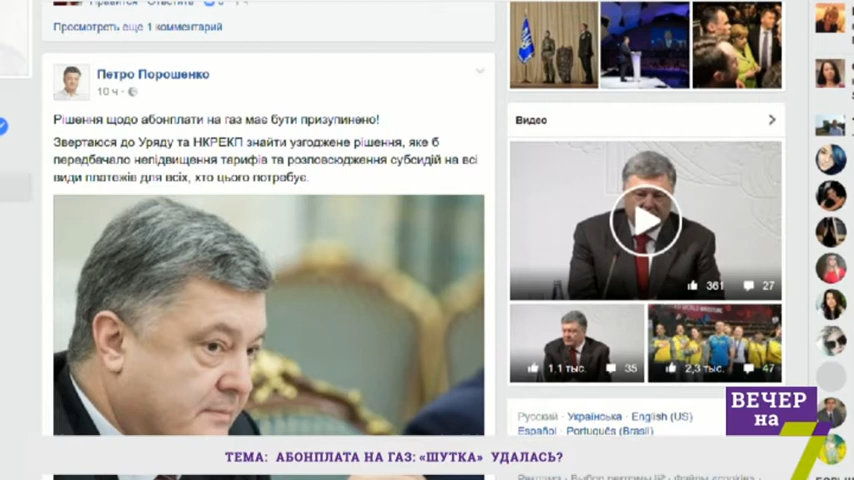 Просмотреть еще 1 комментарий
Петро Порошенко
10 ч ·
Рішення щодо абонплати на газ має бути призупинено!
Звертаюся до Уряду та НКРЕКП знайти узгоджене рішення, яке б
передбачало непідвищення тарифів та розповсюдження субсидій на всі
види платежів для всіх, хто цього потребує.
Видео
361 27
1,1 тыс. 35
2,3 тыс. 47
Русский · Українська · English (US)
Español · Português (Brasil)
ВЕЧЕР
на 7
ТЕМА: АБОНПЛАТА НА ГАЗ: «ШУТКА» УДАЛАСЬ?